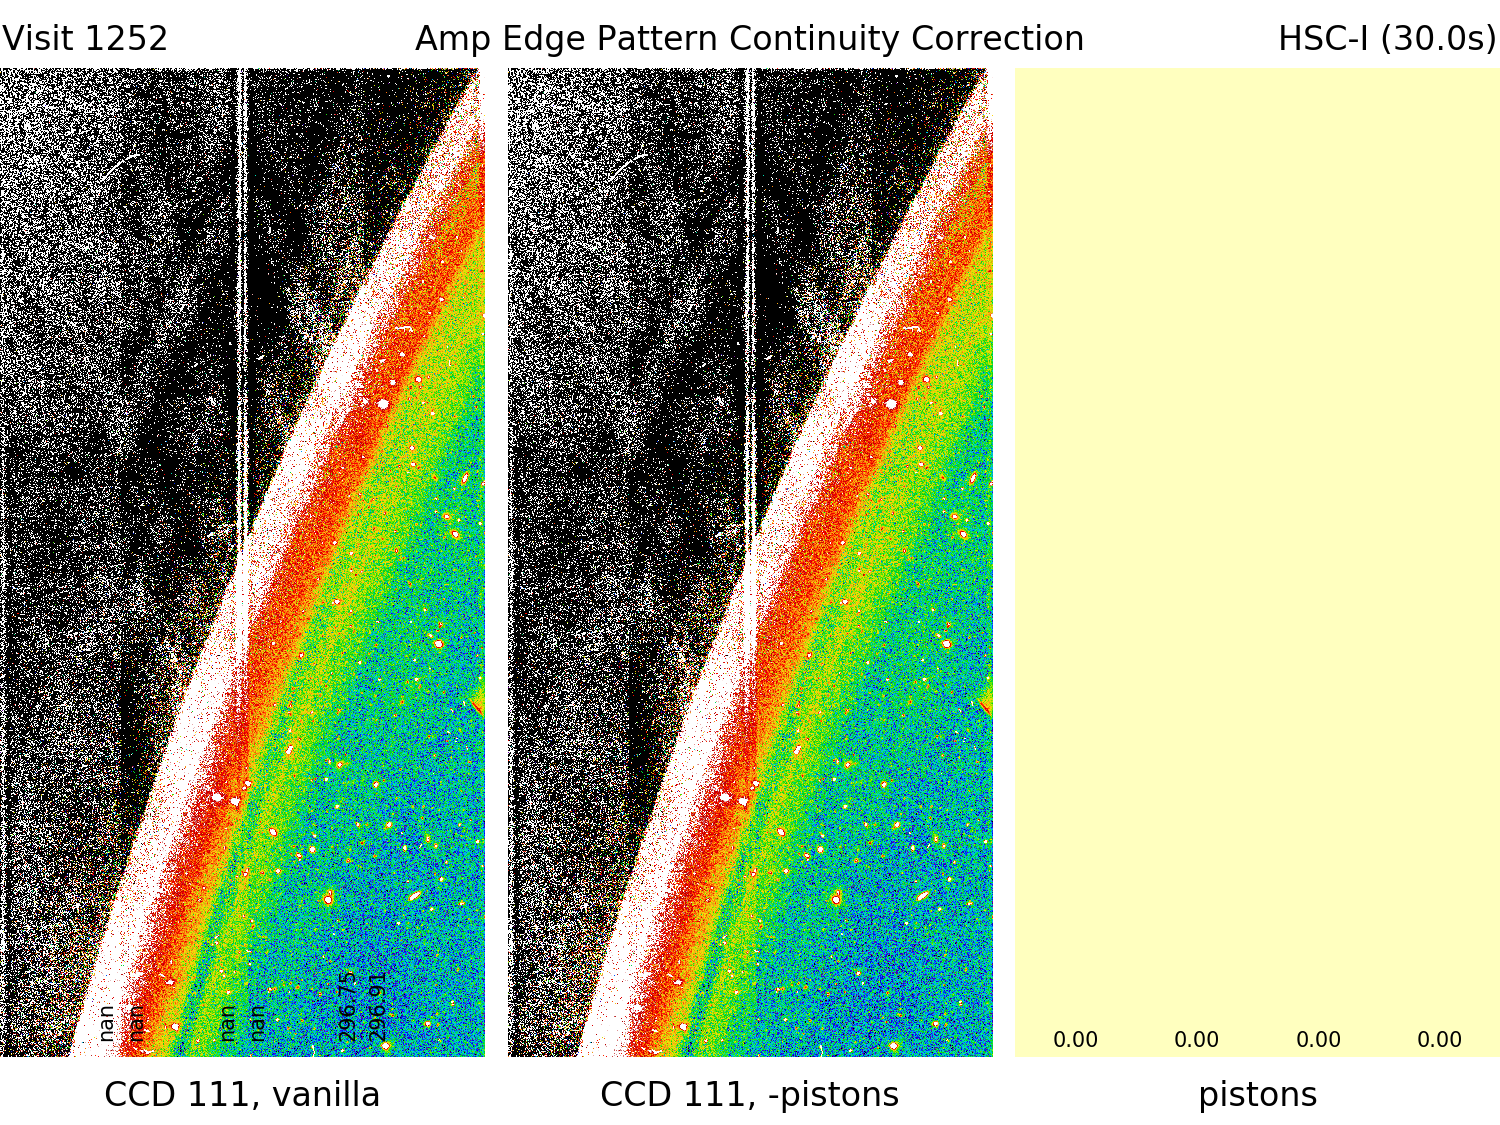 Visit 1252 Amp Edge Pattern Continuity Correction HSC-I (30.0s)
nan
nan
nan
nan
296.75
296.91
0.00 0.00 0.00 0.00
CCD 111, vanilla CCD 111, -pistons pistons